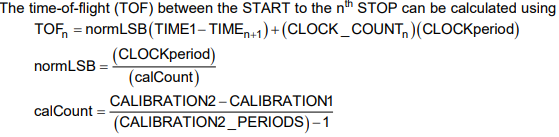 The time-of-flight (TOF) between the START to the nth STOP can be calculated using
TOFn = normLSB(TIME1 – TIMEn+1) + (CLOCK_COUNTn)(CLOCKperiod)
normLSB = (CLOCKperiod)
(calCount)
calCount = CALIBRATION2 – CALIBRATION1
(CALIBRATION2_PERIODS) – 1